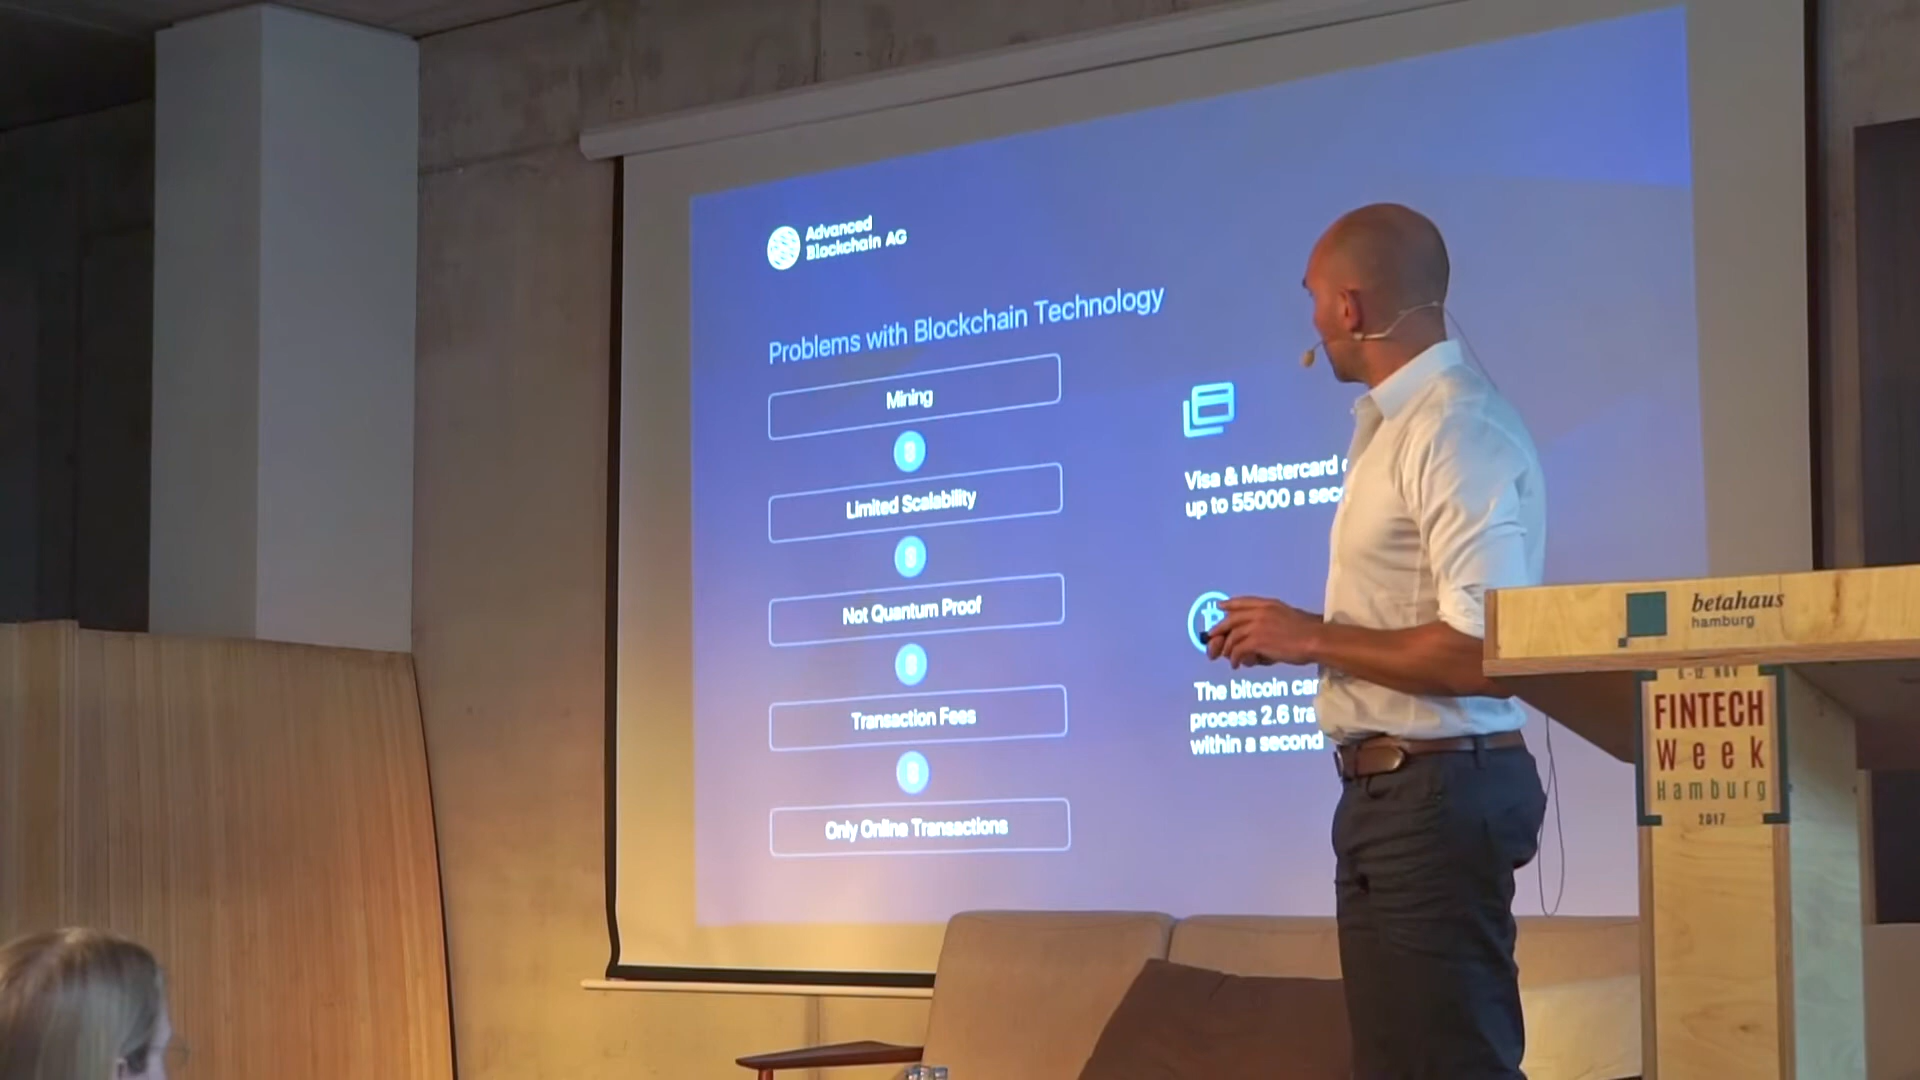 Advanced
Blockchain AG
Problems with Blockchain Technology
Mining
Limited Scalability
Not Quantum Proof
Transaction Fees
Only Online Transactions
Visa & Mastercard
up to 55000 a
The bitcoin
process 2.6
within a second
betahaus
hamburg
NOV
FINTECH
Week
Hamburg
2017